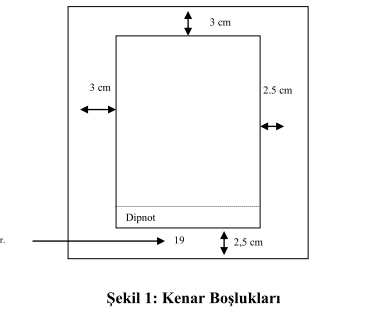 3 cm
3 cm
2.5 cm
Dipnot
r.
19
2,5 cm
Şekil 1: Kenar Boşlukları